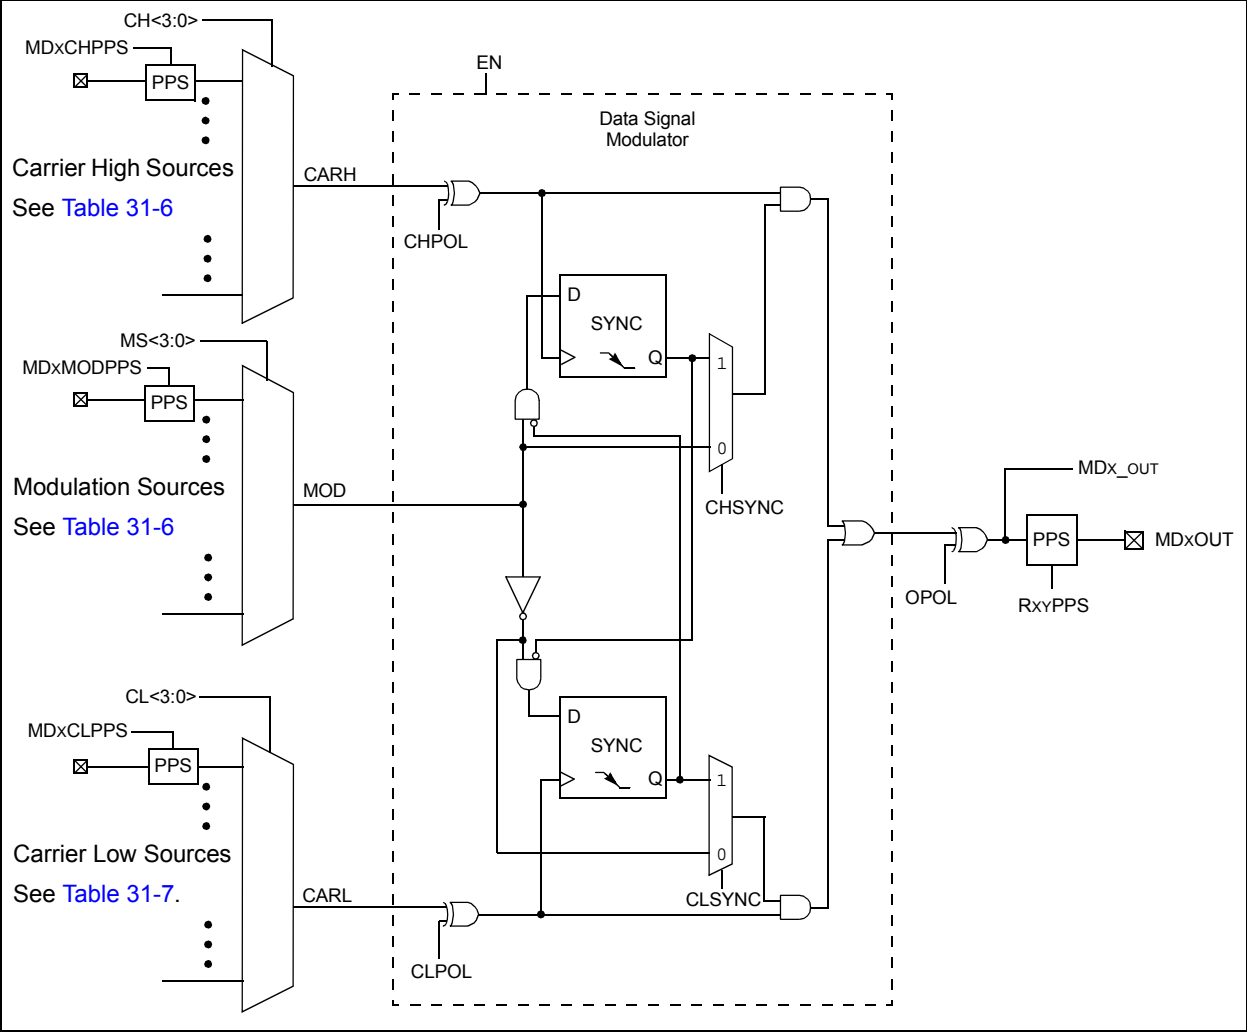 CH<3:0>
MDxCHPPS
PPS
Carrier High Sources
See Table 31-6
CARH
CHPOL
EN
Data Signal
Modulator
D
SYNC
Q
1
0
CHSYNC
MS<3:0>
MDxMODPPS
PPS
Modulation Sources
See Table 31-6
MOD
MDx_OUT
PPS
MDxOUT
OPOL
RxyPPS
CL<3:0>
MDxCLPPS
PPS
Carrier Low Sources
See Table 31-7.
CARL
CLPOL
D
SYNC
Q
1
0
CLSYNC